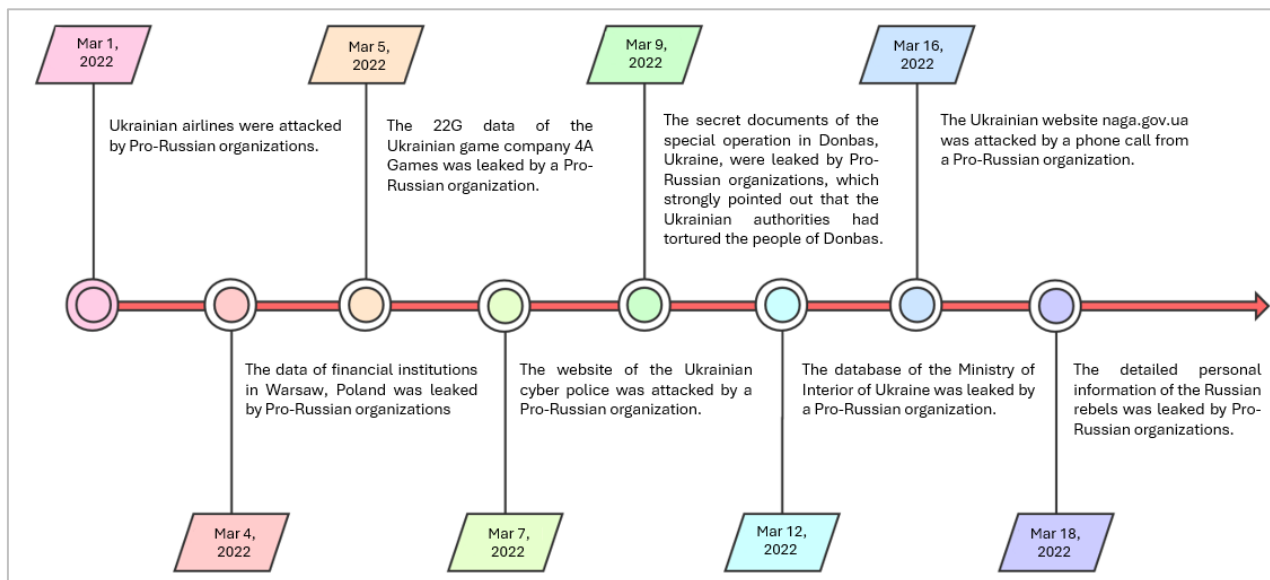 Mar 1,
2022
Ukrainian airlines were attacked
by Pro-Russian organizations.
Mar 5,
2022
The 22G data of the
Ukrainian game company 4A
Games was leaked by a Pro-
Russian organization.
Mar 9,
2022
The secret documents of the
special operation in Donbas,
Ukraine, were leaked by Pro-
Russian organizations, which
strongly pointed out that the
Ukrainian authorities had
tortured the people of Donbas.
Mar 16,
2022
The Ukrainian website naga.gov.ua
was attacked by a phone call from
a Pro-Russian organization.
The data of financial institutions
in Warsaw, Poland was leaked
by Pro-Russian organizations
Mar 4,
2022
The website of the Ukrainian
cyber police was attacked by a
Pro-Russian organization.
Mar 7,
2022
The database of the Ministry of
Interior of Ukraine was leaked by
a Pro-Russian organization.
Mar 12,
2022
The detailed personal
information of the Russian
rebels was leaked by Pro-
Russian organizations.
Mar 18,
2022